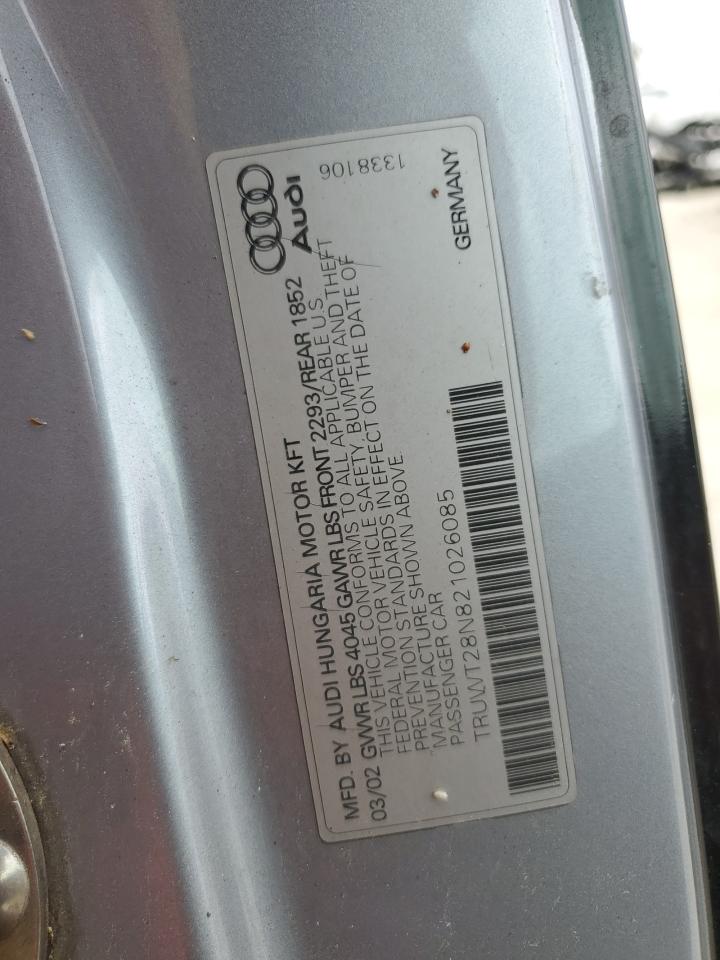 Audi
1338106
MFD. BY AUDI HUNGARIA MOTOR KFT
03/02 GVWR LBS 4045 GAWR LBS FRONT 2293/REAR 1852
THIS VEHICLE CONFORMS TO ALL APPLICABLE U.S
FEDERAL MOTOR VEHICLE SAFETY, BUMPER AND THEFT
PREVENTION STANDARDS IN EFFECT ON THE DATE OF
MANUFACTURE SHOWN ABOVE.
PASSENGER CAR
TRUWT28N821026085
GERMANY